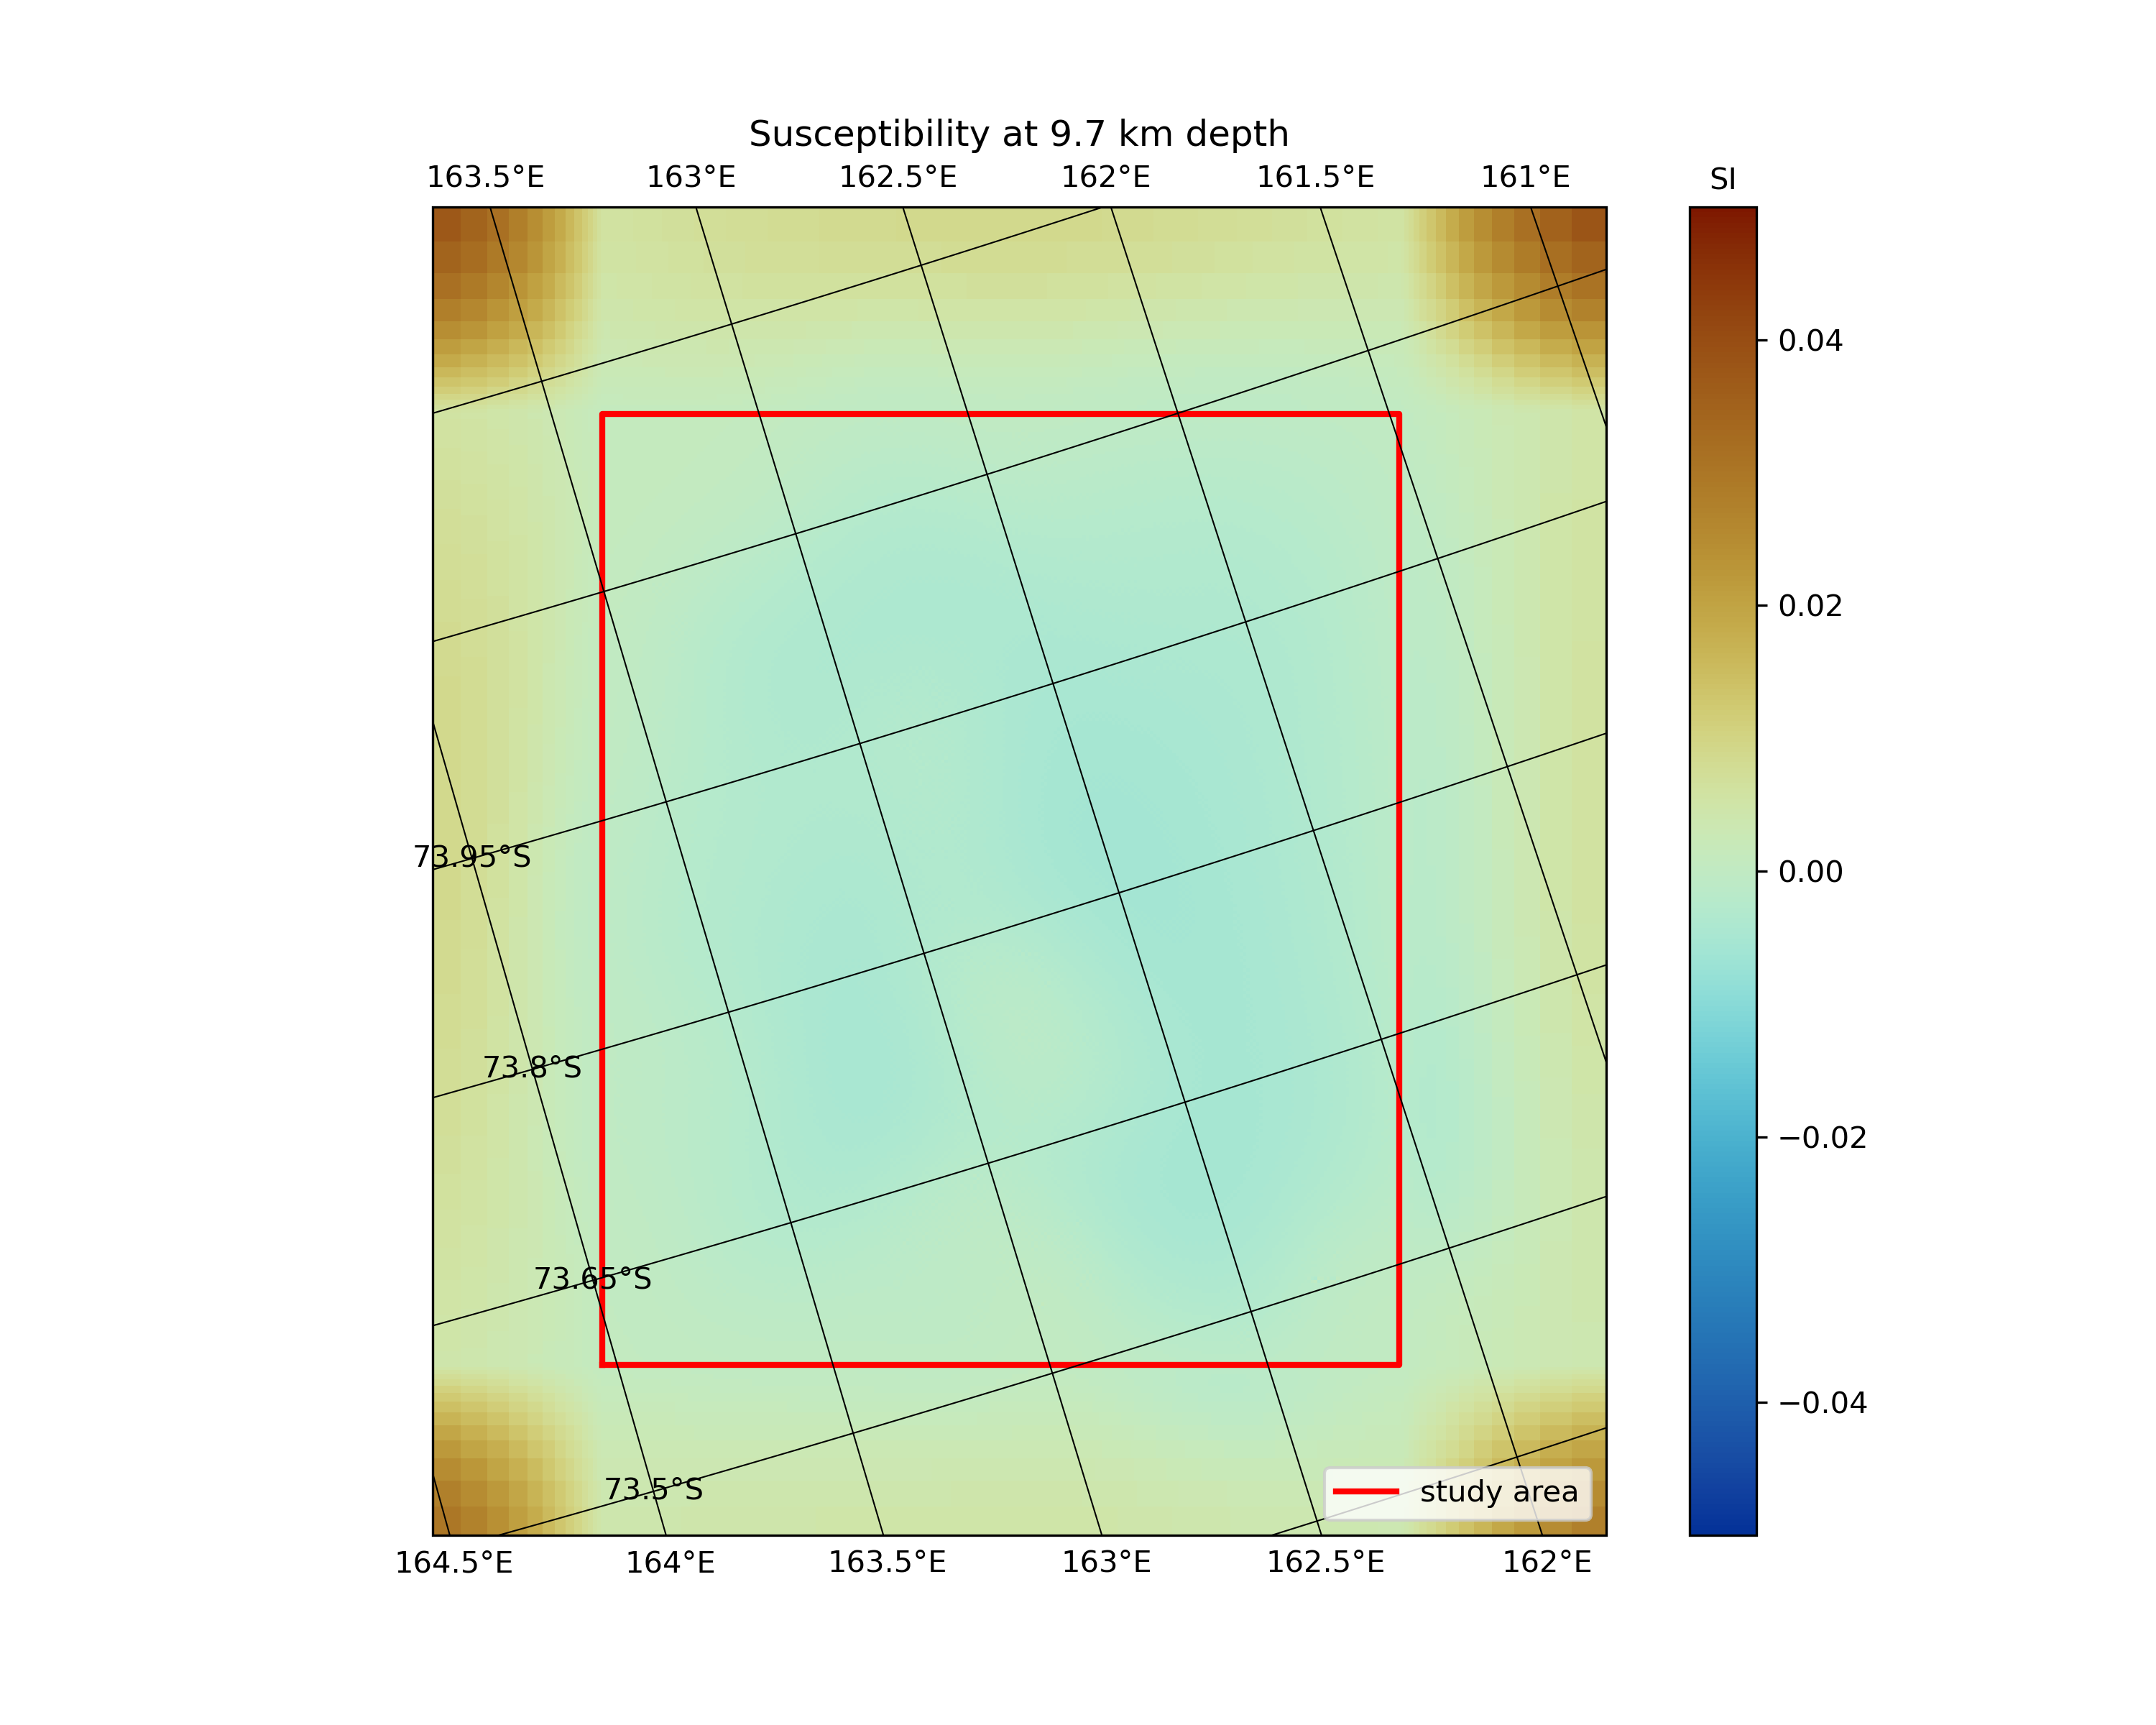 Susceptibility at 9.7 km depth
163.5°E 163°E 162.5°E 162°E 161.5°E 161°E
SI
0.04
0.02
0.00
−0.02
−0.04
73.95°S
73.8°S
73.65°S
73.5°S
study area
164.5°E 164°E 163.5°E 163°E 162.5°E 162°E